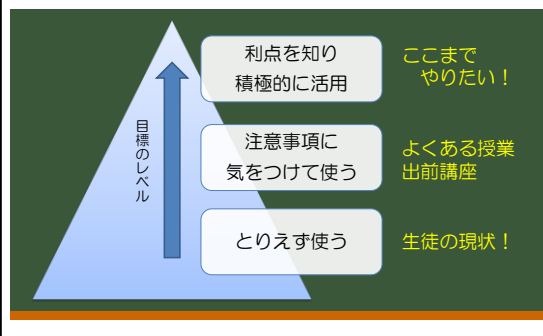 利点を知り
積極的に活用
ここまで
やりたい！
目標のレベル
注意事項に
気をつけて使う
よくある授業
出前講座
とりえず使う
生徒の現状！